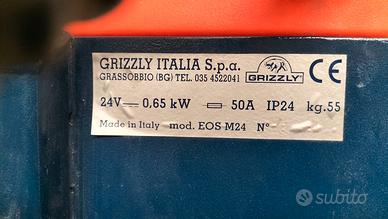 GRIZZLY ITALIA S.p.a.
GRASSOBBIO (BG) TEL. 035 4522041
GRIZZLY
CE
24V 0,65 kW 50A IP24 kg.55
Made in Italy mod. EOS-M24 N°
subito